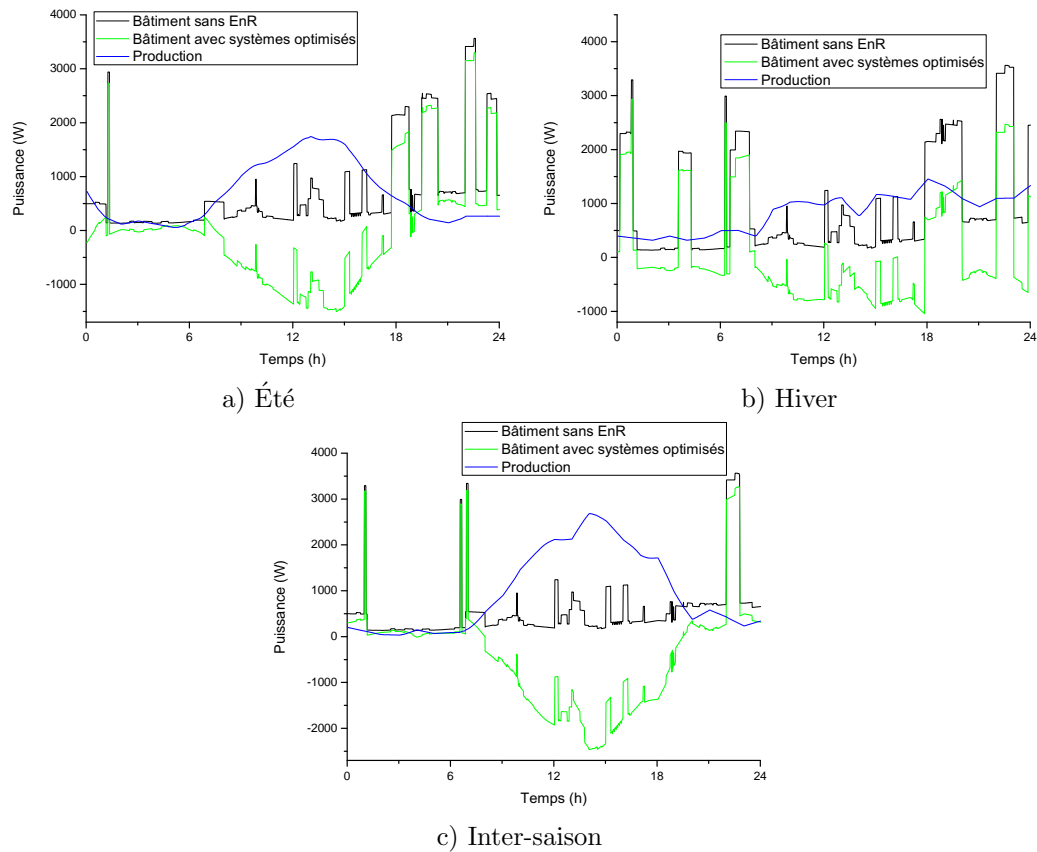 Bâtiment sans EnR
Bâtiment avec systèmes optimisés
Production
Puissance (W)
4000
3000
2000
1000
0
-1000
0
6
12
18
24
Temps (h)
a) Été
Bâtiment sans EnR
Bâtiment avec systèmes optimisés
Production
Puissance (W)
4000
3000
2000
1000
0
-1000
0
6
12
18
24
Temps (h)
b) Hiver
Bâtiment sans EnR
Bâtiment avec systèmes optimisés
Production
Puissance (W)
4000
3000
2000
1000
0
-1000
-2000
0
6
12
18
24
Temps (h)
c) Inter-saison